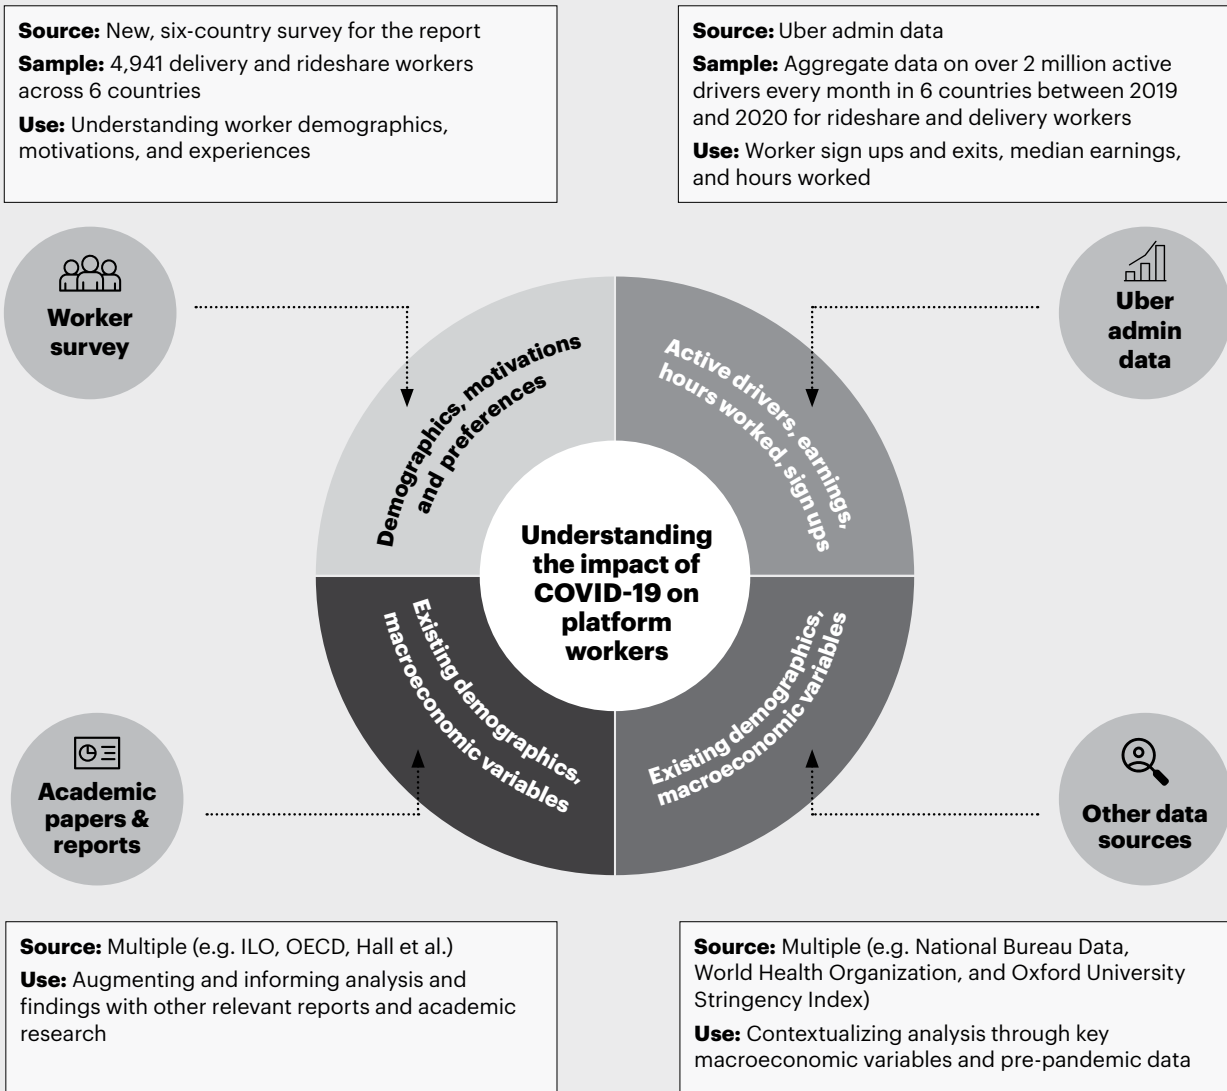 Source: New, six-country survey for the report
Sample: 4,941 delivery and rideshare workers
across 6 countries
Use: Understanding worker demographics,
motivations, and experiences
Source: Uber admin data
Sample: Aggregate data on over 2 million active
drivers every month in 6 countries between 2019
and 2020 for rideshare and delivery workers
Use: Worker sign ups and exits, median earnings,
and hours worked
Worker
survey
Uber
admin
data
Demographics, motivations
and preferences
Active drivers, earnings,
hours worked, sign ups
Understanding
the impact of
COVID-19 on
platform
workers
Existing demographics,
macroeconomic variables
Existing demographics,
macroeconomic variables
Academic
papers &
reports
Other data
sources
Source: Multiple (e.g. ILO, OECD, Hall et al.)
Use: Augmenting and informing analysis and
findings with other relevant reports and academic
research
Source: Multiple (e.g. National Bureau Data,
World Health Organization, and Oxford University
Stringency Index)
Use: Contextualizing analysis through key
macroeconomic variables and pre-pandemic data